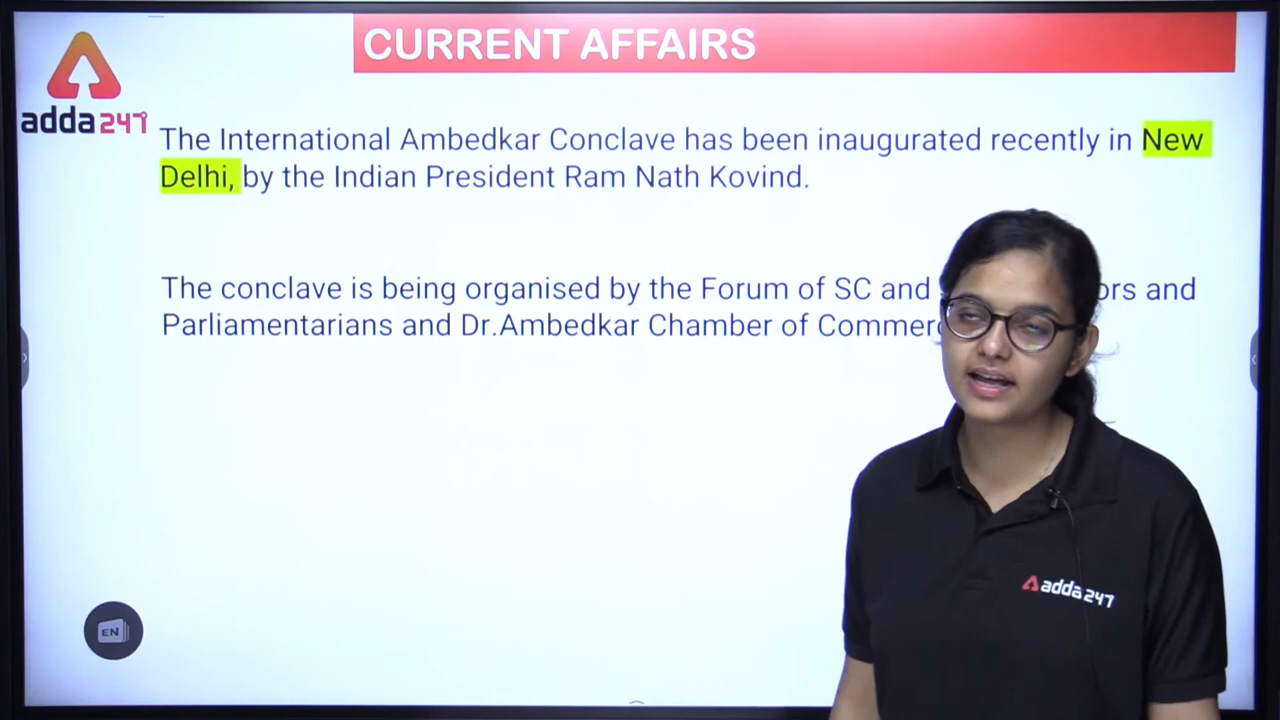 CURRENT AFFAIRS
adda247
The International Ambedkar Conclave has been inaugurated recently in New
Delhi, by the Indian President Ram Nath Kovind.
The conclave is being organised by the Forum of SC and
and
Parliamentarians and Dr.Ambedkar Chamber of
EN
adda247